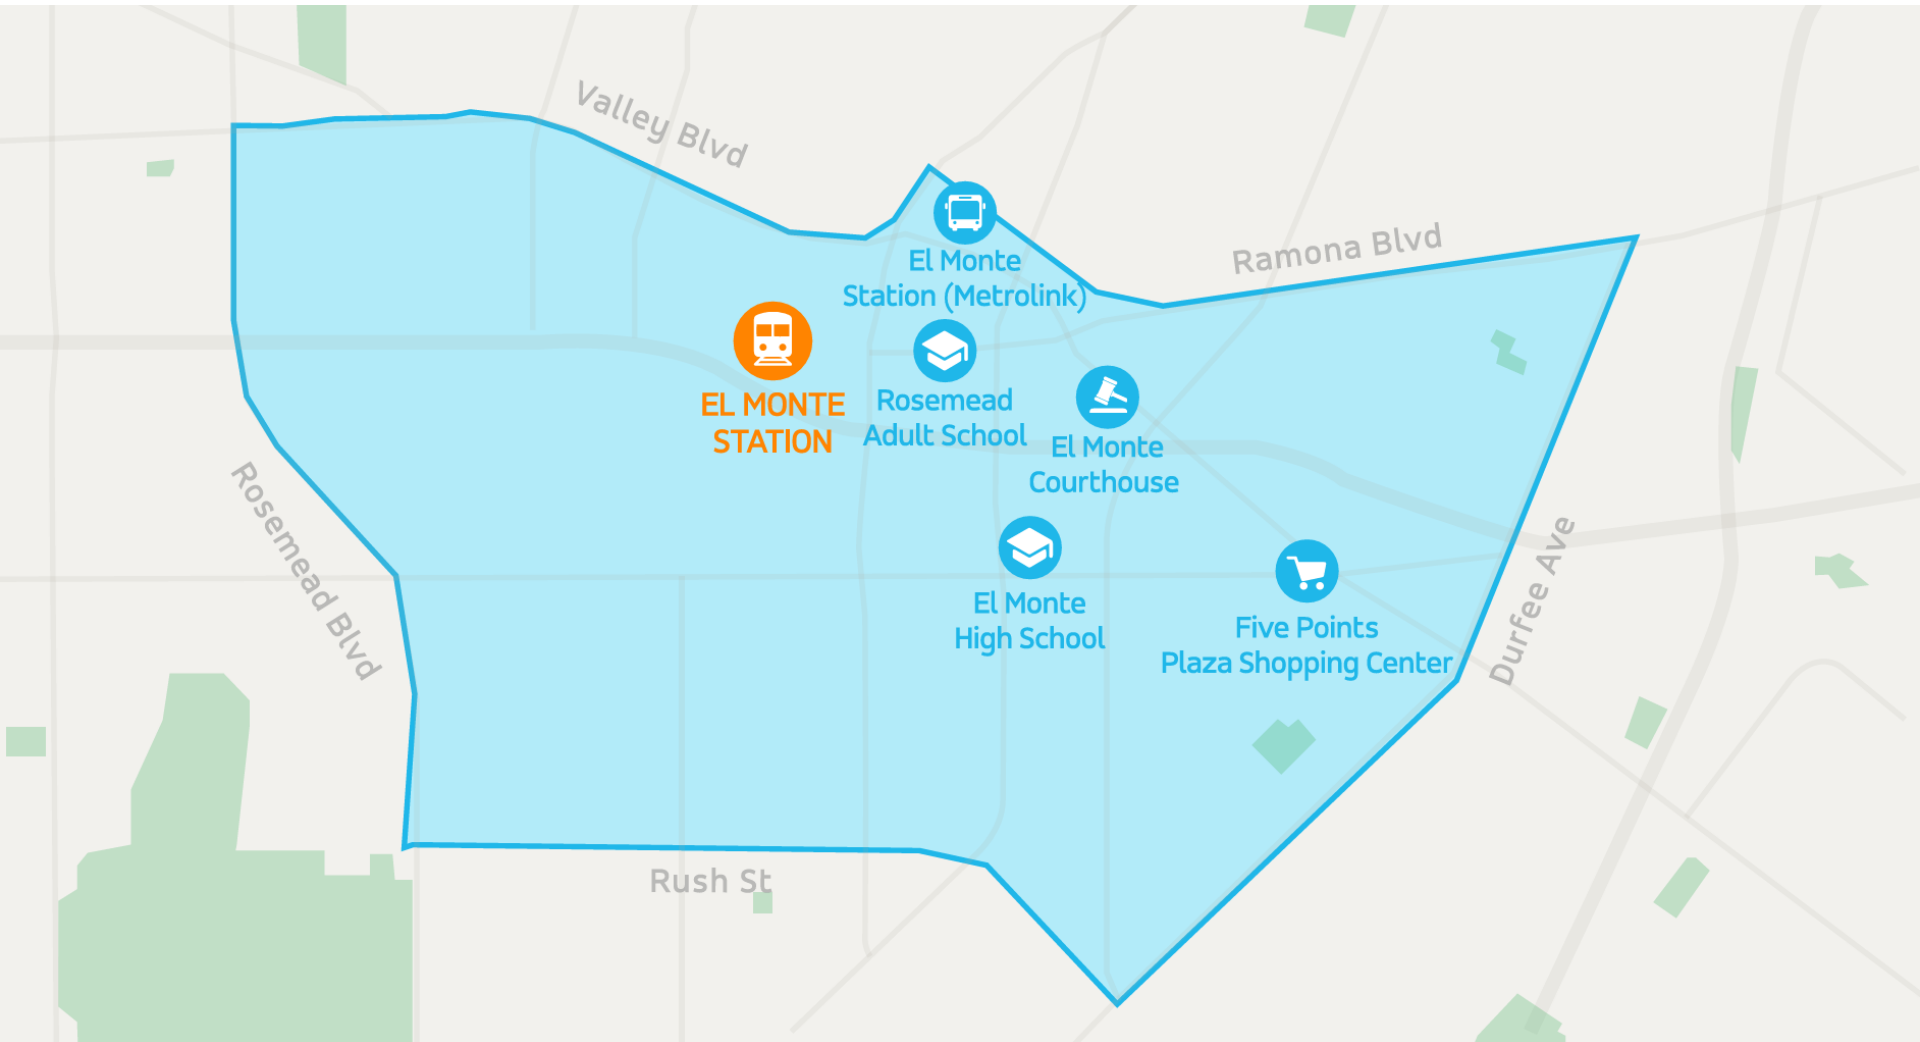 Valley Blvd
El Monte
Station (Metrolink)
Ramona Blvd
EL MONTE
STATION
Rosemead
Adult School
El Monte
Courthouse
Rosemead Blvd
Durfee Ave
El Monte
High School
Five Points
Plaza Shopping Center
Rush St